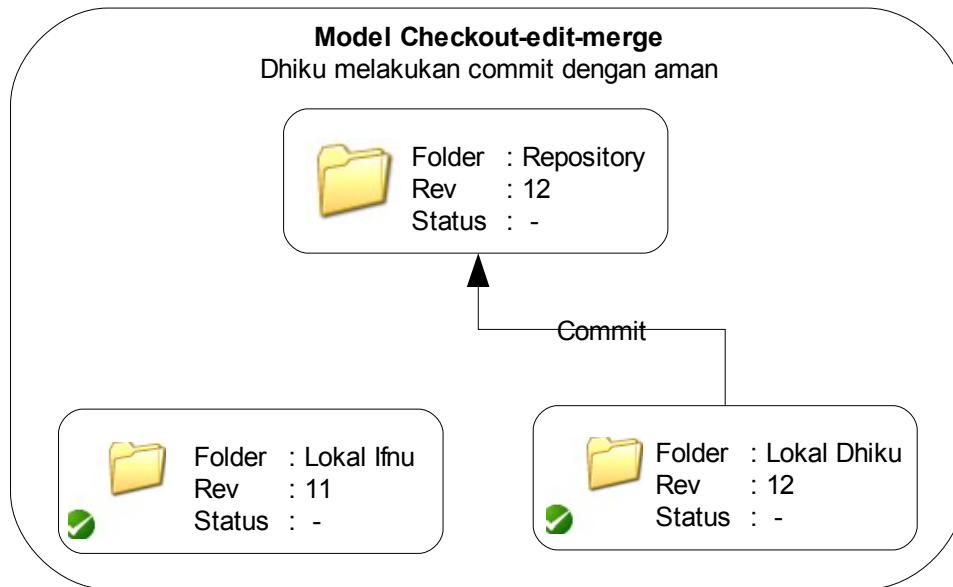 Model Checkout-edit-merge
Dhiku melakukan commit dengan aman
Folder : Repository
Rev : 12
Status : -
Commit
Folder : Lokal Ifnu
Rev : 11
Status : -
Folder : Lokal Dhiku
Rev : 12
Status : -